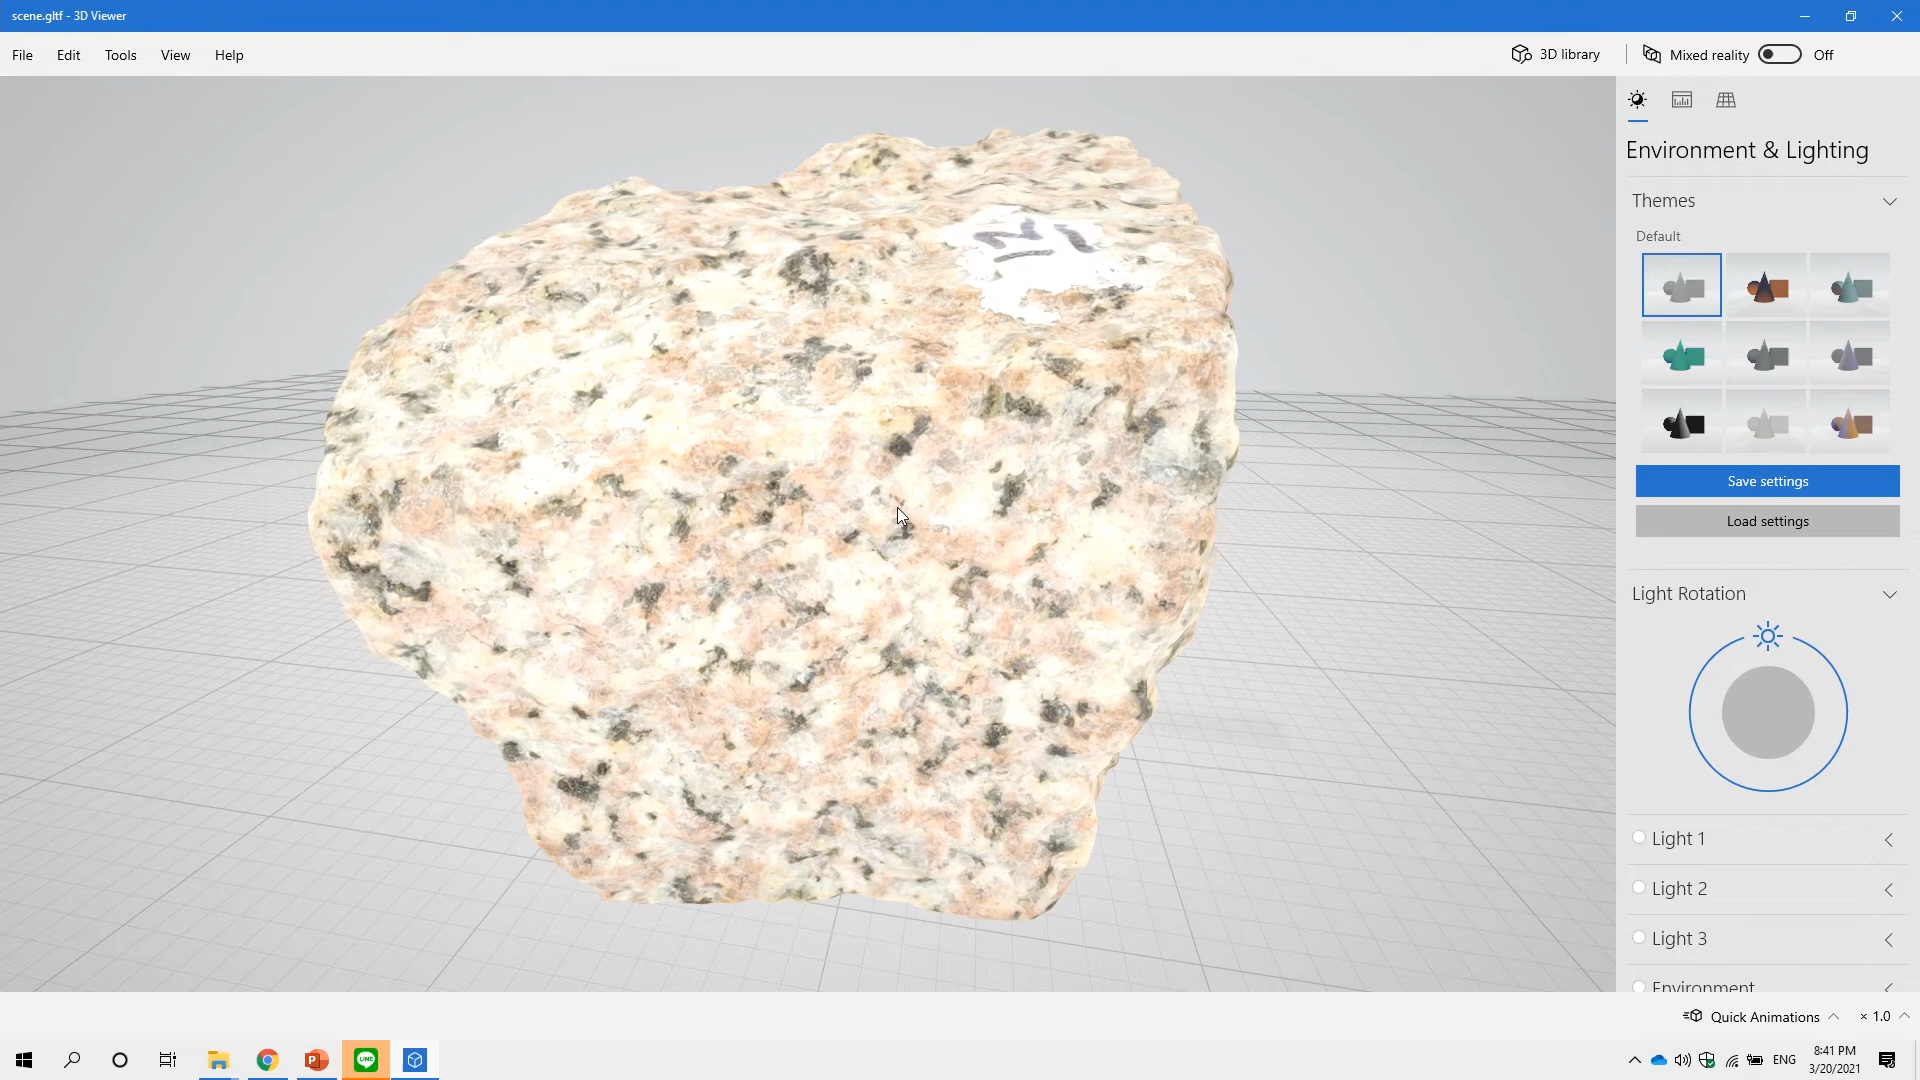 scene.gltf - 3D Viewer
File Edit Tools View Help
3D library
Mixed reality Off
Environment & Lighting
Themes
Default
Save settings
Load settings
Light Rotation
Light 1
Light 2
Light 3
Environment
Quick Animations × 1.0
LINE
ENG
8:41 PM
3/20/2021